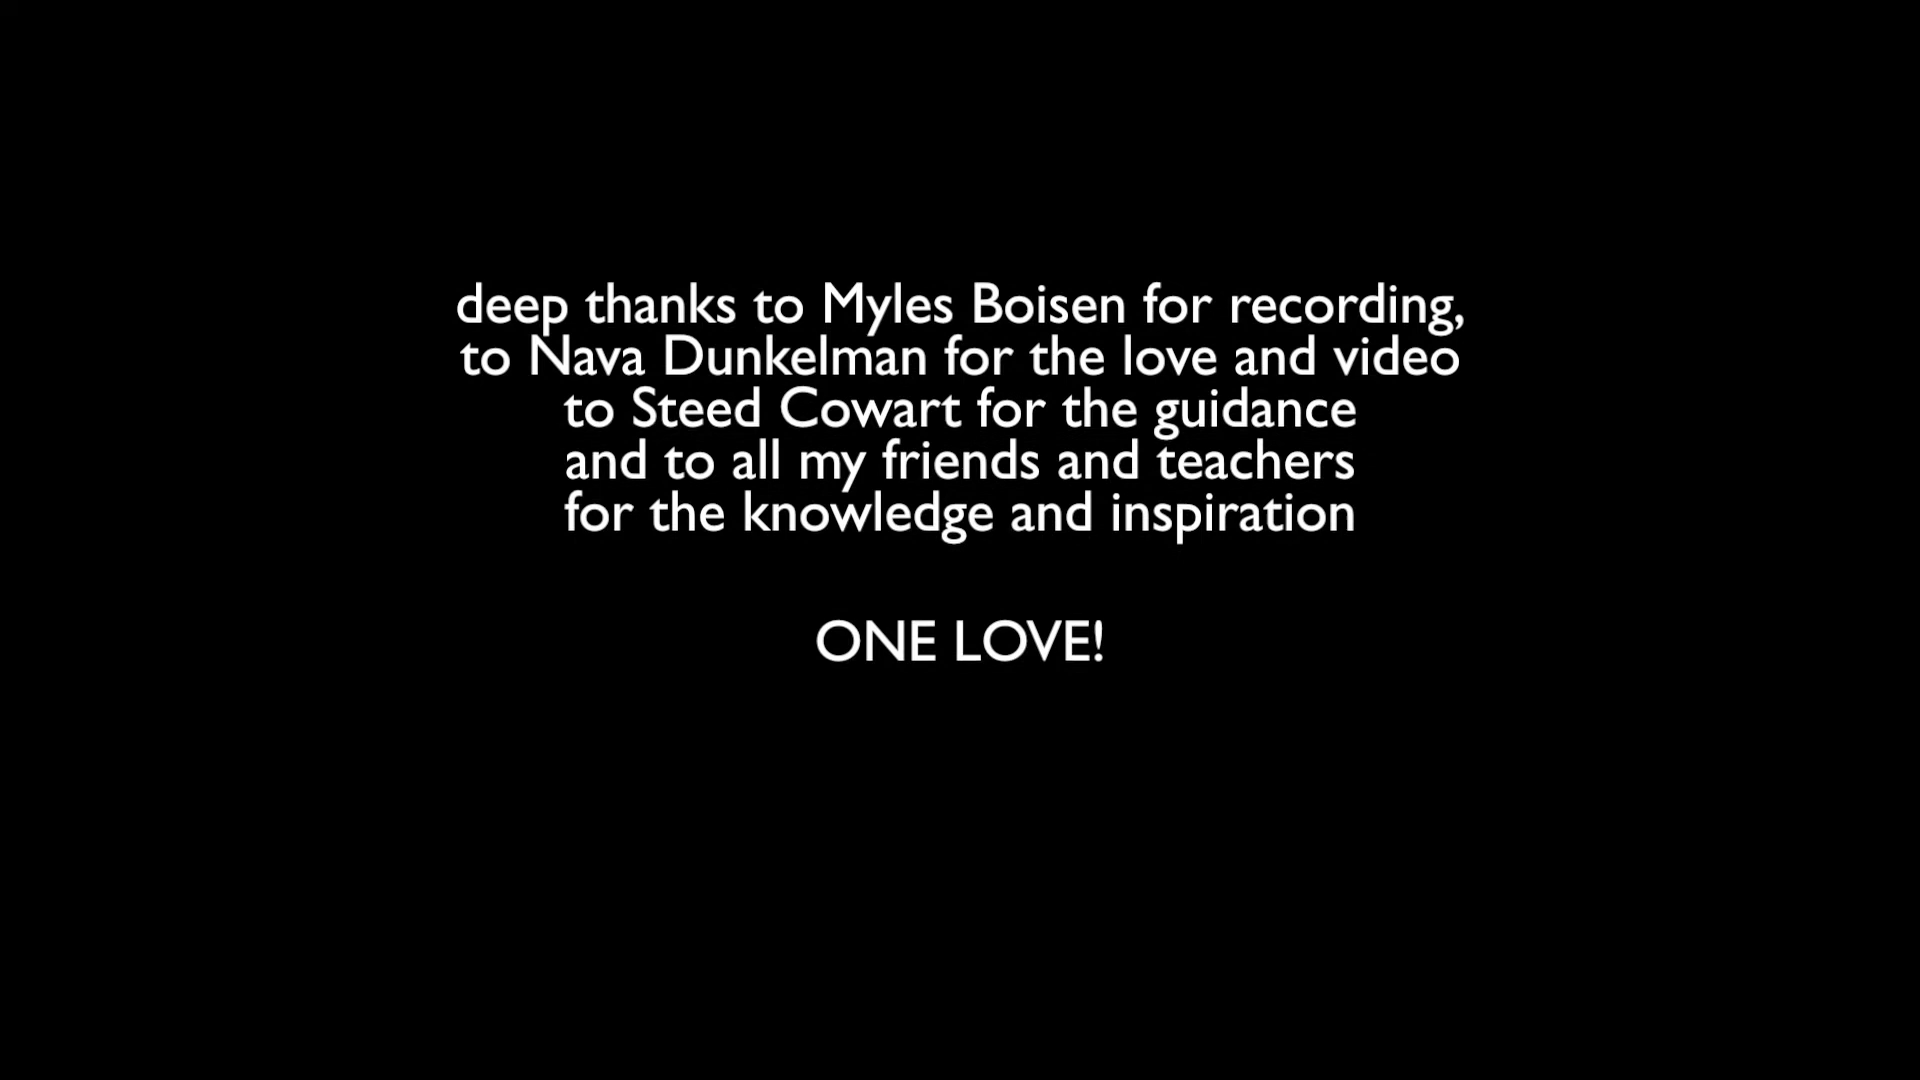 deep thanks to Myles Boisen for recording,
to Nava Dunkelman for the love and video
to Steed Cowart for the guidance
and to all my friends and teachers
for the knowledge and inspiration
ONE LOVE!